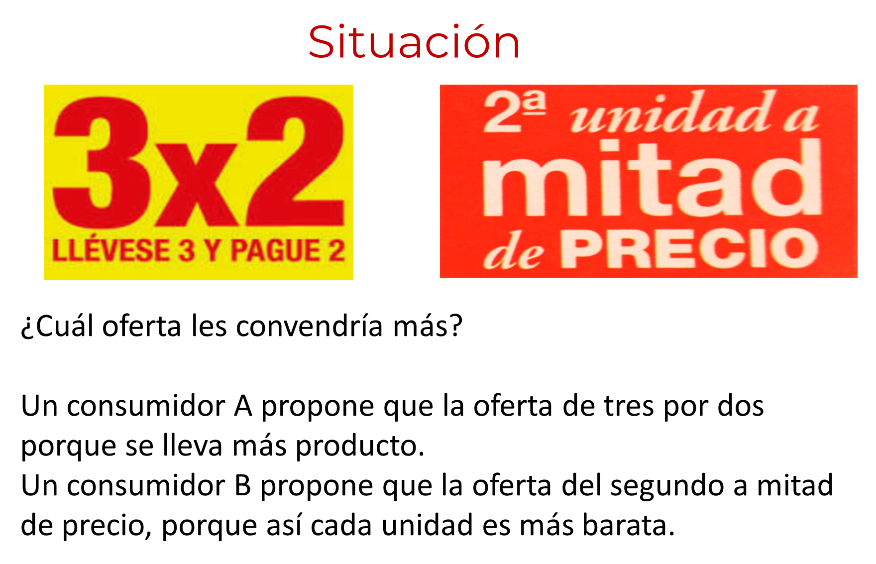 Situación
3x2
LLÉVESE 3 Y PAGUE 2
2ª unidad a
mitad
de PRECIO
¿Cuál oferta les convendría más?
Un consumidor A propone que la oferta de tres por dos
porque se lleva más producto.
Un consumidor B propone que la oferta del segundo a mitad
de precio, porque así cada unidad es más barata.